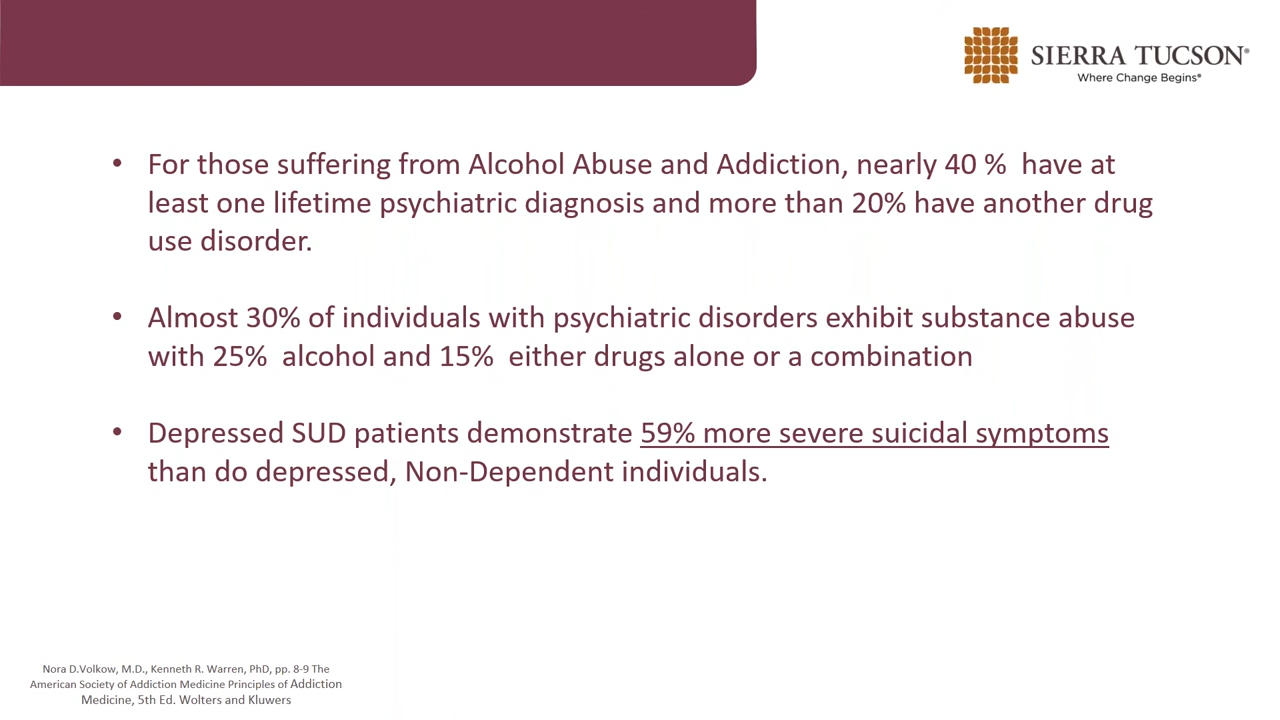 SIERRA TUCSON®
Where Change Begins®
• For those suffering from Alcohol Abuse and Addiction, nearly 40 %  have at
least one lifetime psychiatric diagnosis and more than 20% have another drug
use disorder.
• Almost 30% of individuals with psychiatric disorders exhibit substance abuse
with 25%  alcohol and 15%  either drugs alone or a combination
• Depressed SUD patients demonstrate 59% more severe suicidal symptoms
than do depressed, Non-Dependent individuals.
Nora D.Volkow, M.D., Kenneth R. Warren, PhD, pp. 8-9 The
American Society of Addiction Medicine Principles of Addiction
Medicine, 5th Ed. Wolters and Kluwers